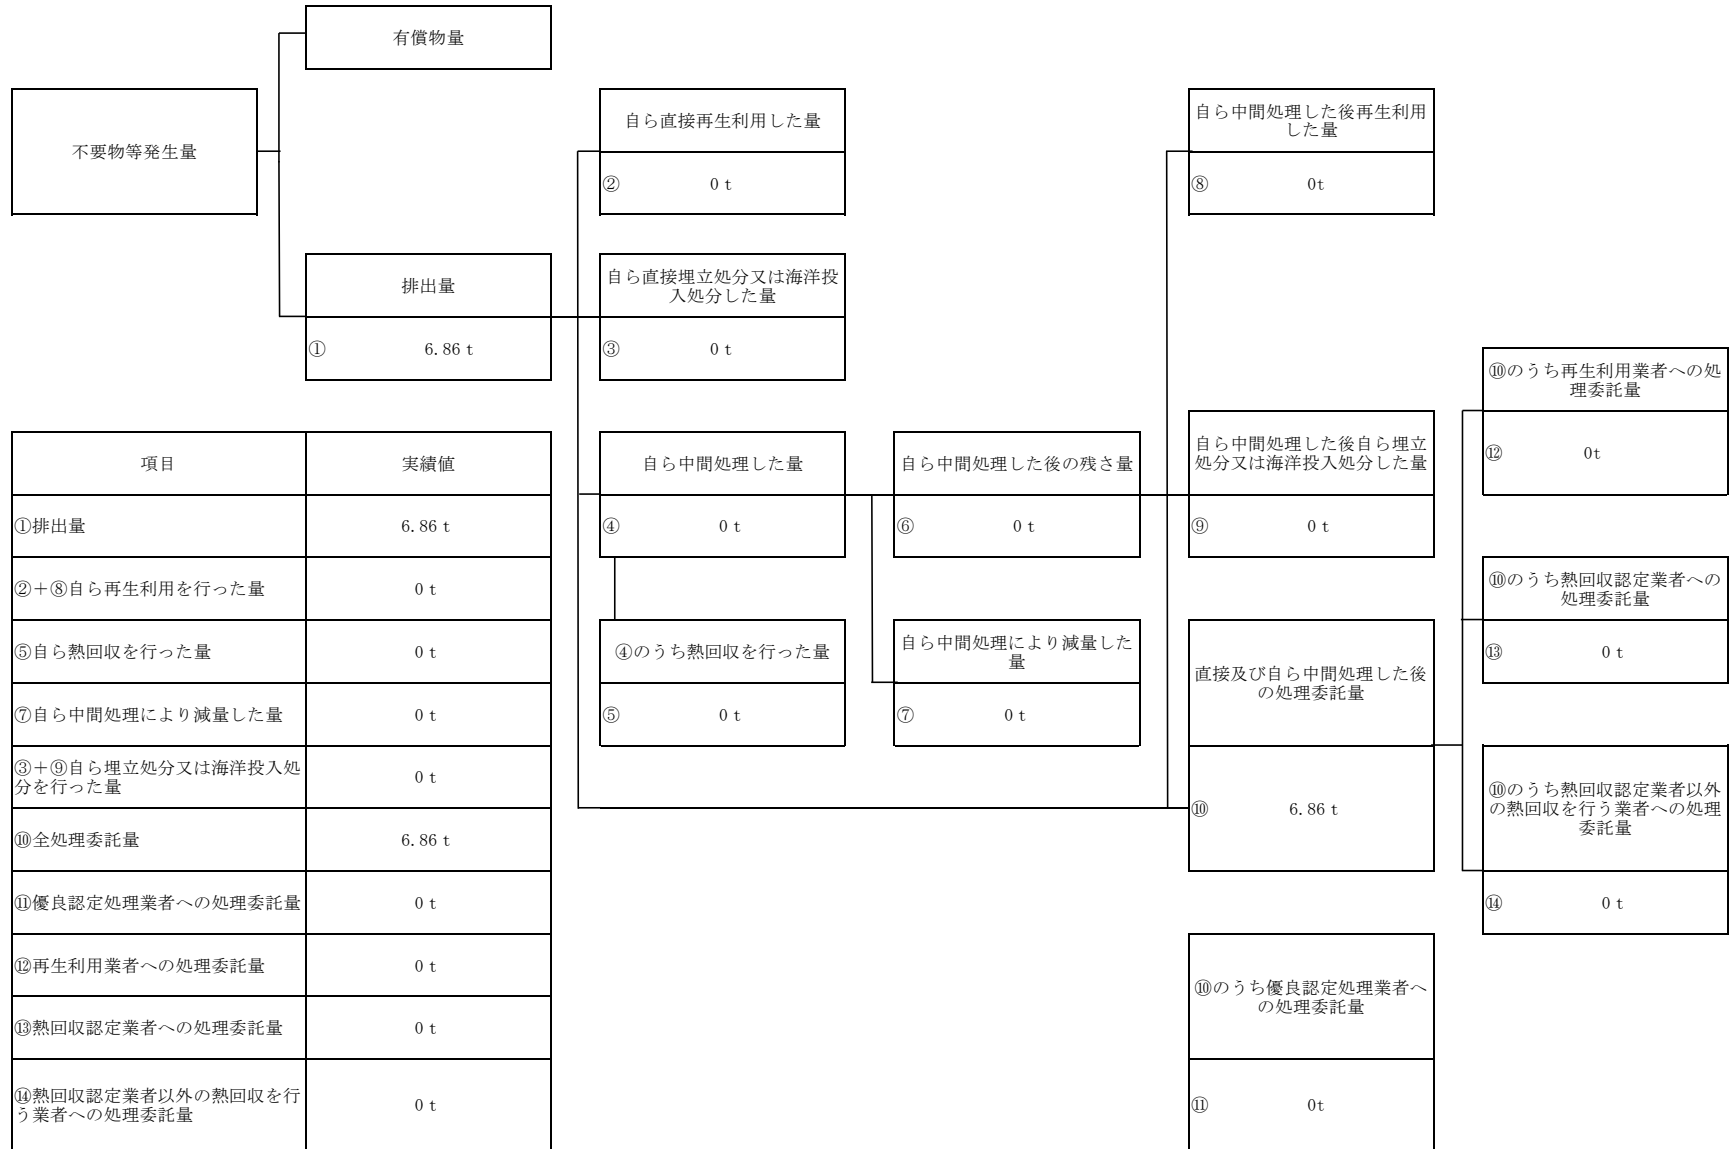 有償物量
不要物等発生量
自ら直接再生利用した量
② 0 t
自ら中間処理した後再生利用
した量
⑧ 0t
排出量
① 6.86 t
自ら直接埋立処分又は海洋投
入処分した量
③ 0 t
⑩のうち再生利用業者への処
理委託量
⑫ 0t
項目 実績値
①排出量 6.86 t
②+⑧自ら再生利用を行った量 0 t
⑤自ら熱回収を行った量 0 t
⑦自ら中間処理により減量した量 0 t
③+⑨自ら埋立処分又は海洋投入処
分を行った量
0 t
⑩全処理委託量 6.86 t
⑪優良認定処理業者への処理委託量 0 t
⑫再生利用業者への処理委託量 0 t
⑬熱回収認定業者への処理委託量 0 t
⑭熱回収認定業者以外の熱回収を行
う業者への処理委託量
0 t
自ら中間処理した量
④ 0 t
自ら中間処理した後の残さ量
⑥ 0 t
自ら中間処理した後自ら埋立
処分又は海洋投入処分した量
⑨ 0 t
④のうち熱回収を行った量
⑤ 0 t
自ら中間処理により減量した
量
⑦ 0 t
直接及び自ら中間処理した後
の処理委託量
⑩ 6.86 t
⑩のうち熱回収認定業者への
処理委託量
⑬ 0 t
⑩のうち熱回収認定業者以外
の熱回収を行う業者への処理
委託量
⑭ 0 t
⑩のうち優良認定処理業者へ
の処理委託量
⑪ 0t